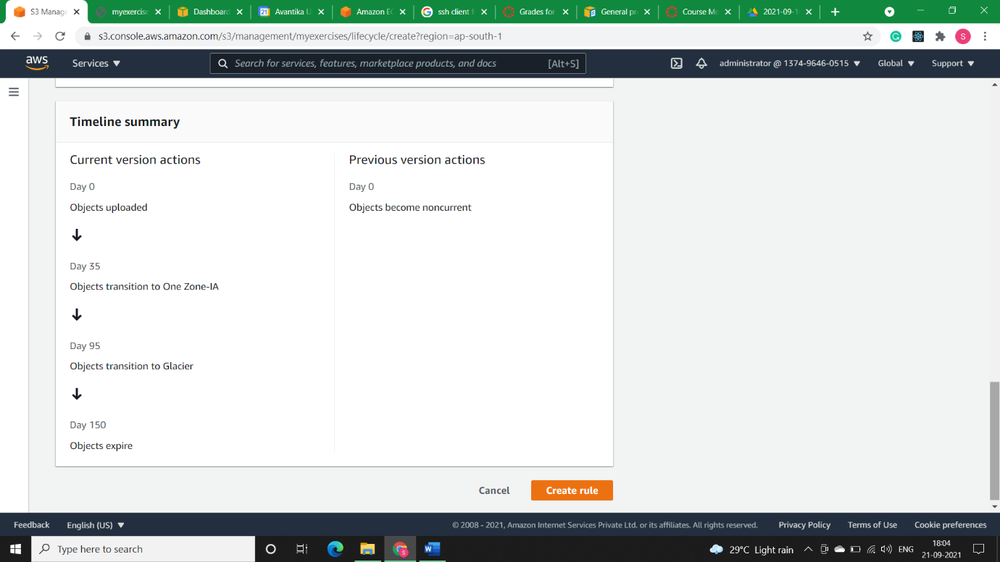 S3 Manag
myexercise
Dashboard
Avantika U
Amazon EC
ssh client f
Grades for
General pr
Course Mo
2021-09-1
s3.console.aws.amazon.com/s3/management/myexercises/lifecycle/create?region=ap-south-1
S
aws
Services
Search for services, features, marketplace products, and docs
[Alt+S]
administrator @ 1374-9646-0515
Global
Support
Timeline summary
Current version actions
Day 0
Objects uploaded
Day 35
Objects transition to One Zone-IA
Day 95
Objects transition to Glacier
Day 150
Objects expire
Previous version actions
Day 0
Objects become noncurrent
Cancel
Create rule
Feedback
English (US)
© 2008 - 2021, Amazon Internet Services Private Ltd. or its affiliates. All rights reserved.
Privacy Policy
Terms of Use
Cookie preferences
Type here to search
29°C Light rain
ENG
18:04
21-09-2021